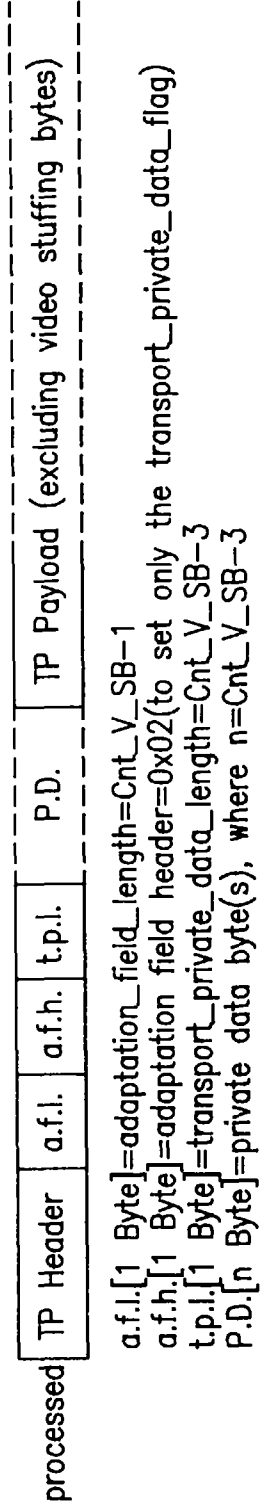 processed TP Header a.f.l. a.f.h. t.p.l. P.D. TP Payload (excluding video stuffing bytes)
a.f.l.[1 Byte]=adaptation_field_length=Cnt_V_SB-1
a.f.h.[1 Byte]=adaptation field header=0x02(to set only the transport_private_data_flag)
t.p.l.[1 Byte]=transport_private_data_length=Cnt_V_SB-3
P.D.[n Byte]=private data byte(s), where n=Cnt_V_SB-3